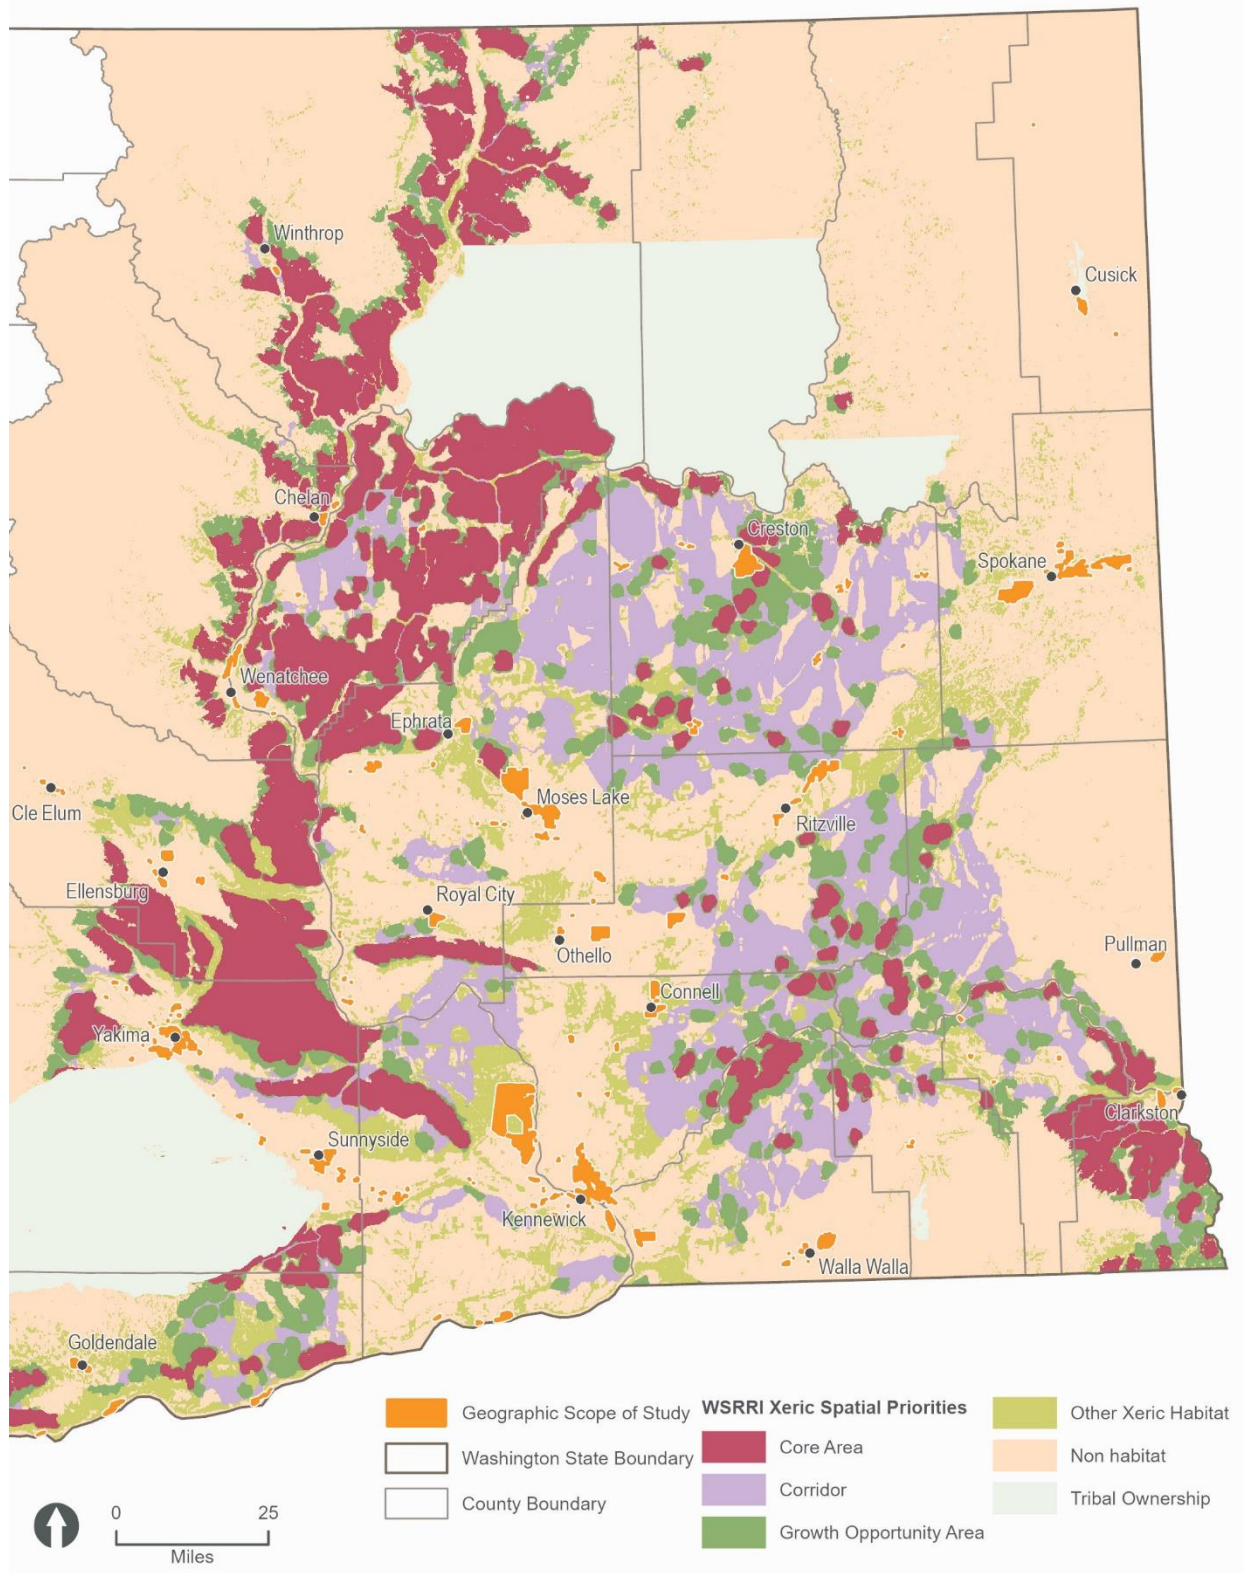 Winthrop
Cusick
Chelan
Creston
Spokane
Wenatchee
Ephrata
Moses Lake
Cle Elum
Ritzville
Ellensburg
Royal City
Othello
Pullman
Connell
Yakima
Clarkston
Sunnyside
Kennewick
Walla Walla
Goldendale
Geographic Scope of Study
Washington State Boundary
County Boundary
WSRRI Xeric Spatial Priorities
Core Area
Corridor
Growth Opportunity Area
Other Xeric Habitat
Non habitat
Tribal Ownership
0 25
Miles